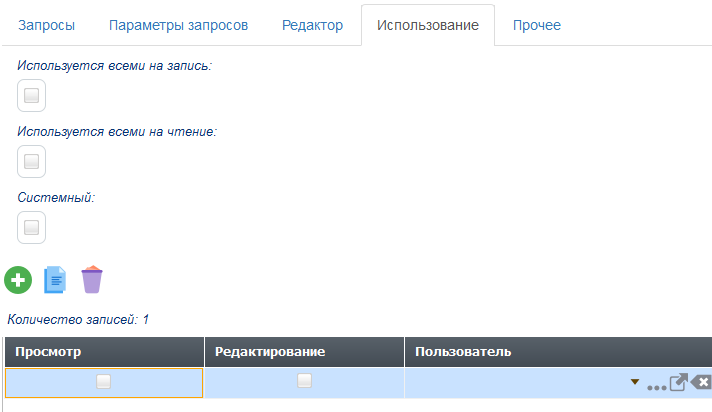 Запросы Параметры запросов Редактор Использование Прочее
Используется всеми на запись:
Используется всеми на чтение:
Системный:
Количество записей: 1
Просмотр Редактирование Пользователь